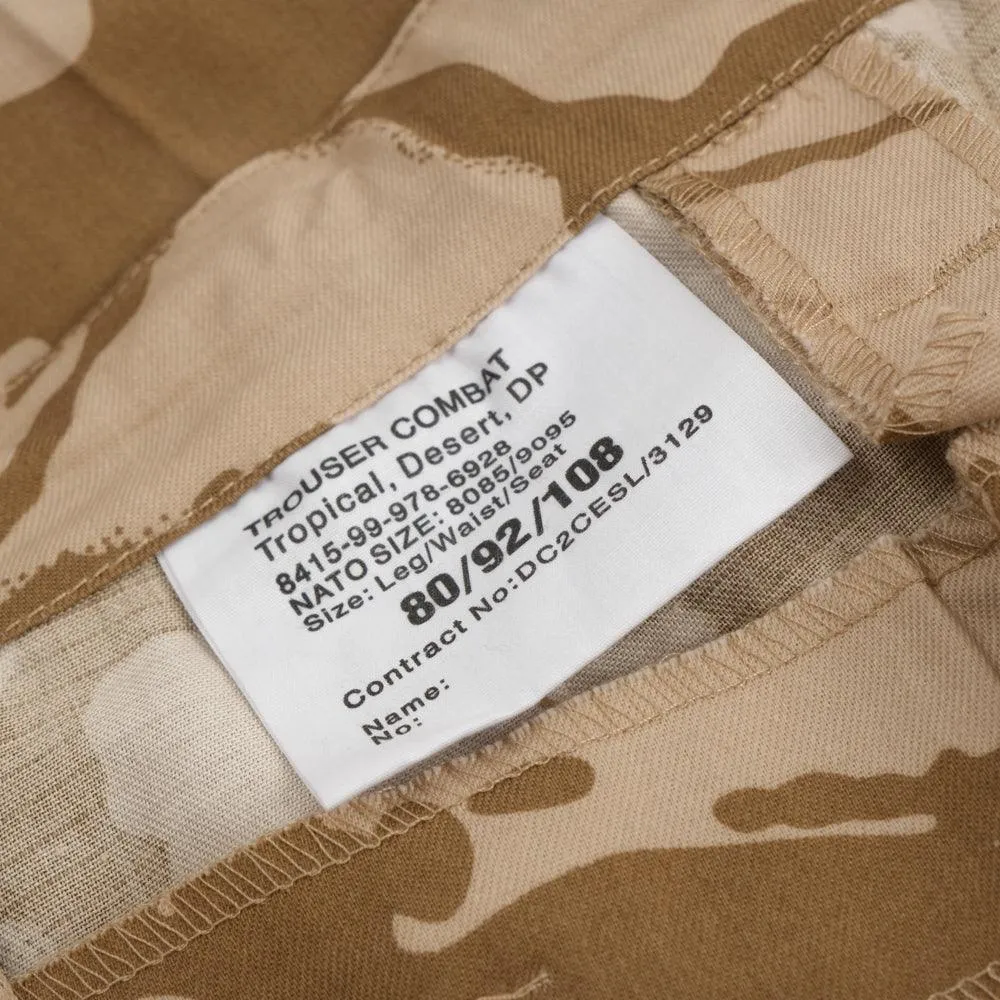 TROUSER COMBAT
Tropical, Desert, DP
8415-99-978-6928
NATO SIZE: 8085/9095
Size: Leg/Waist/Seat
80/92/108
Contract No:DC2CESL/3129
Name:
No: